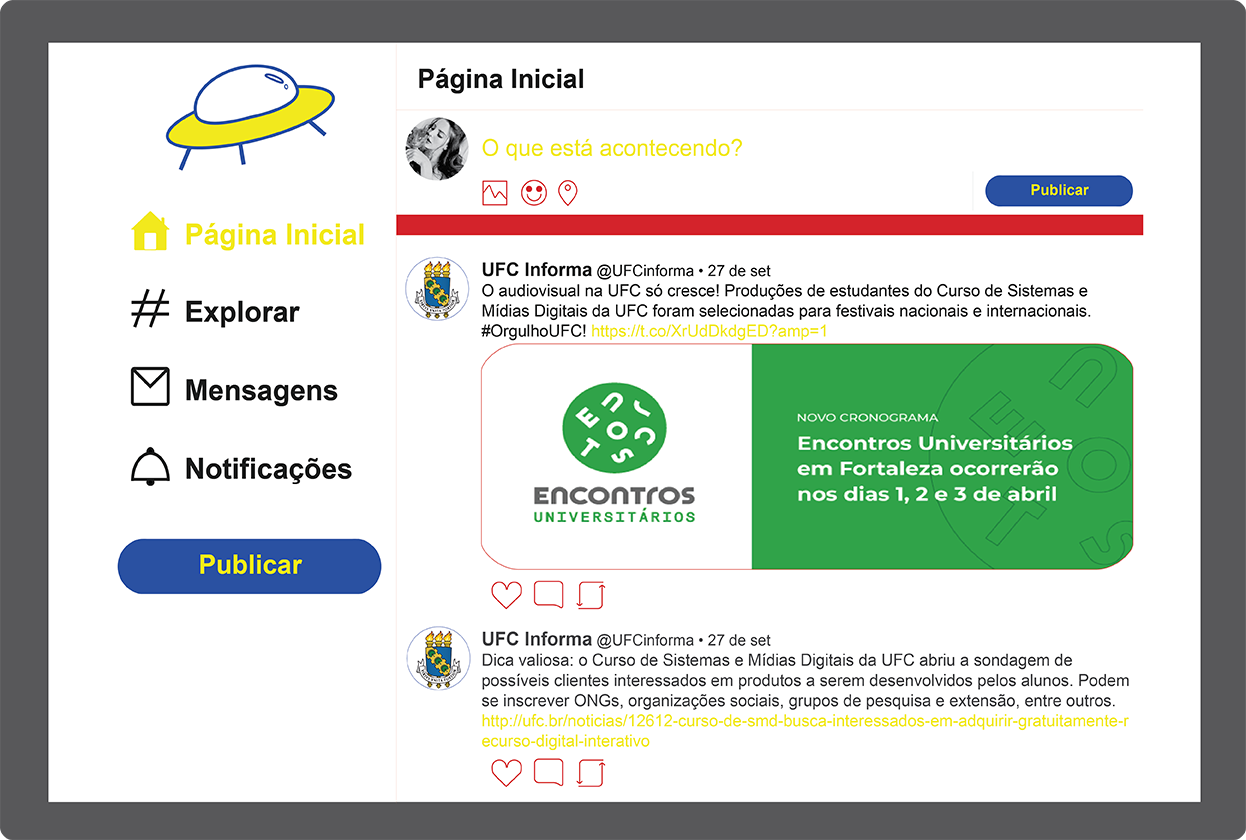 Página Inicial
Explorar
Mensagens
Notificações
Publicar
Página Inicial
O que está acontecendo?
Publicar
UFC Informa @UFCinforma • 27 de set
O audiovisual na UFC só cresce! Produções de estudantes do Curso de Sistemas e
Mídias Digitais da UFC foram selecionadas para festivais nacionais e internacionais.
#OrgulhoUFC! https://t.co/XrUdDkdgED?amp=1
ENCONTROS
UNIVERSITÁRIOS
NOVO CRONOGRAMA
Encontros Universitários
em Fortaleza ocorrerão
nos dias 1, 2 e 3 de abril
UFC Informa @UFCinforma • 27 de set
Dica valiosa: o Curso de Sistemas e Mídias Digitais da UFC abriu a sondagem de
possíveis clientes interessados em produtos a serem desenvolvidos pelos alunos. Podem
se inscrever ONGs, organizações sociais, grupos de pesquisa e extensão, entre outros.
http://ufc.br/noticias/12612-curso-de-smd-busca-interessados-em-adquirir-gratuitamente-r
ecurso-digital-interativo